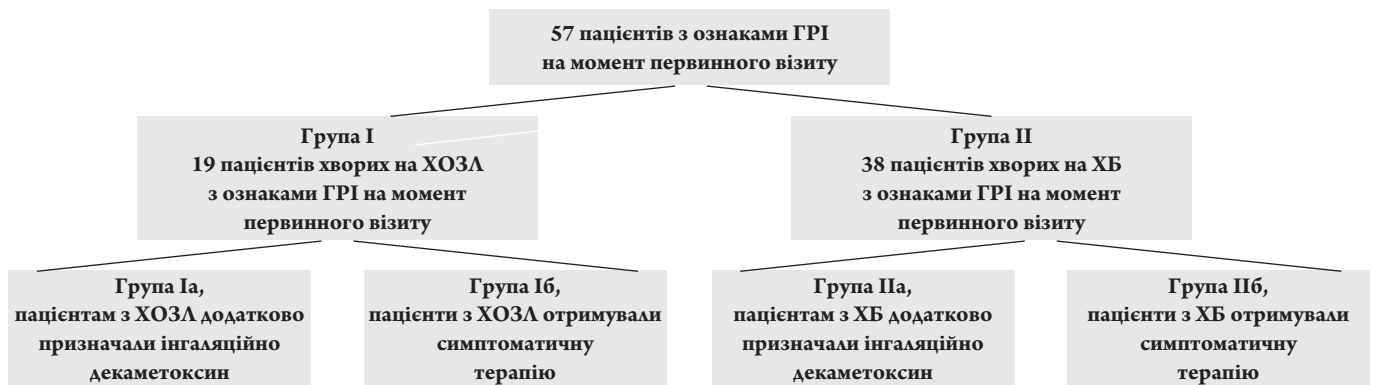 57 пацієнтів з ознаками ГРІ
на момент первинного візиту
Група І
19 пацієнтів хворих на ХОЗЛ
з ознаками ГРІ на момент
первинного візиту
Група ІІ
38 пацієнтів хворих на ХБ
з ознаками ГРІ на момент
первинного візиту
Група Іа,
пацієнтам з ХОЗЛ додатково
призначали інгаляційно
декаметоксин
Група Іб,
пацієнти з ХОЗЛ отримували
симптоматичну
терапію
Група ІІа,
пацієнтам з ХБ додатково
призначали інгаляційно
декаметоксин
Група ІІб,
пацієнти з ХБ отримували
симптоматичну
терапію